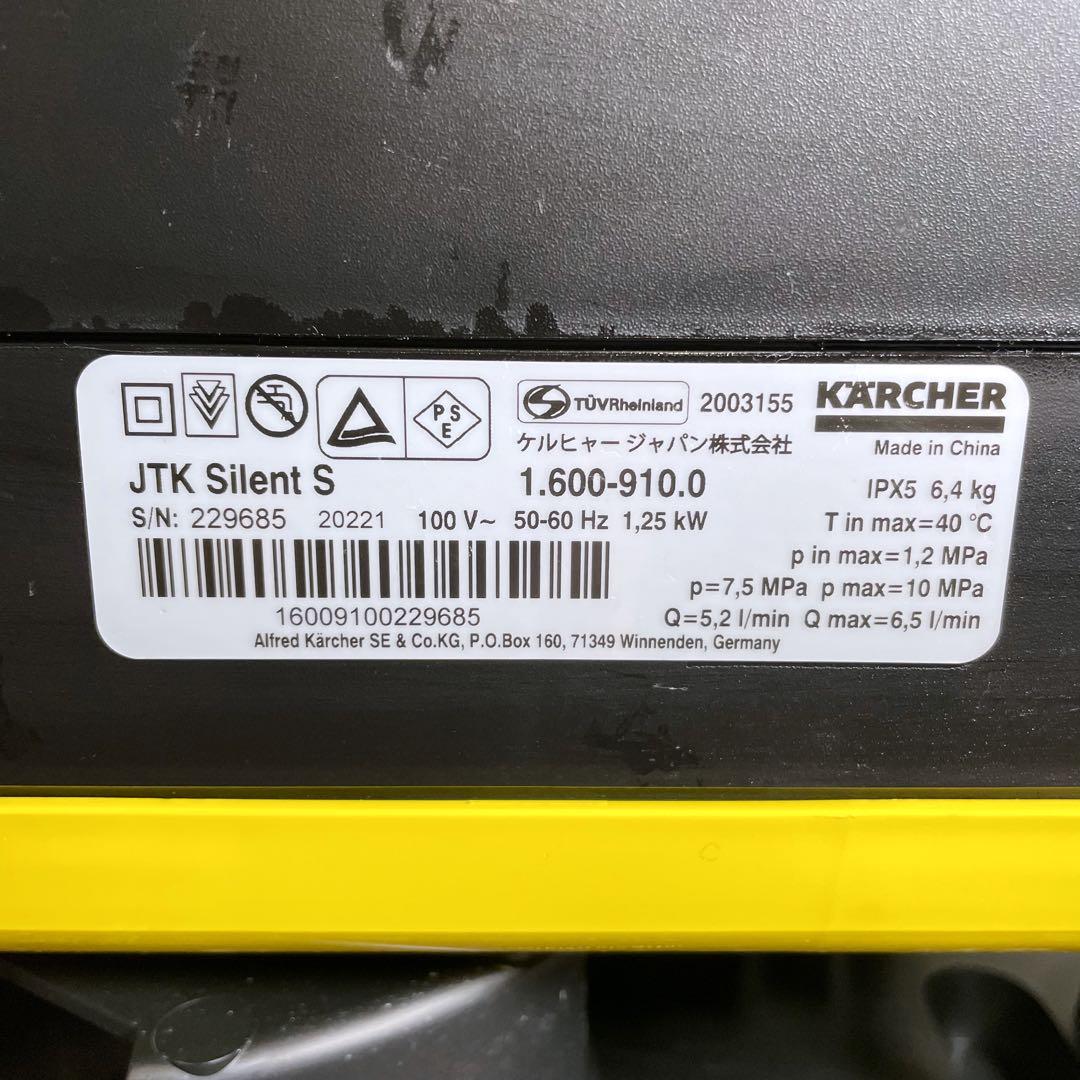 PS
E
TÜVRheinland 2003155 KÄRCHER
ケルヒャー ジャパン株式会社 Made in China
JTK Silent S 1.600-910.0 IPX5 6,4 kg
S/N: 229685 20221 100 V~ 50-60 Hz 1,25 kW T in max=40 °C
p in max=1,2 MPa
p=7,5 MPa p max=10 MPa
16009100229685 Q=5,2 l/min Q max=6,5 l/min
Alfred Kärcher SE & Co.KG, P.O.Box 160, 71349 Winnenden, Germany